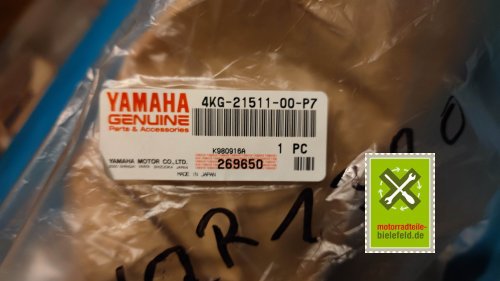 YAMAHA
GENUINE
Parts & Accessories
4KG-21511-00-P7
K980916A
1 PC
YAMAHA MOTOR CO., LTD.
269650
MADE IN JAPAN
motorradteile-
bielefeld.de